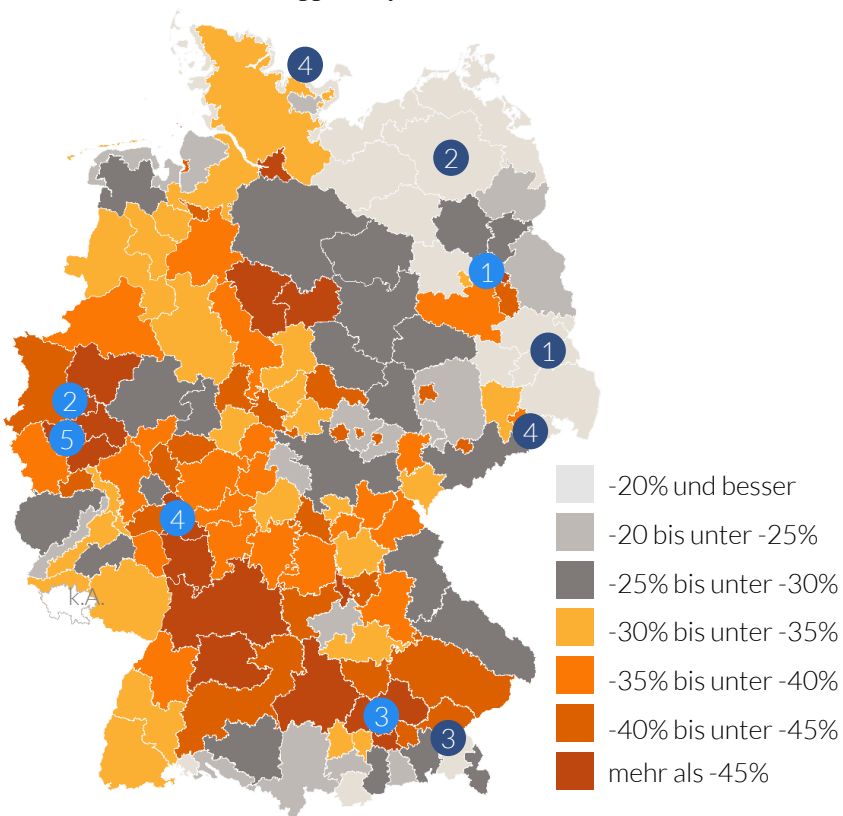 4
2
1
1
2
5
4
4
k.A.
3
3
-20% und besser
-20 bis unter -25%
-25% bis unter -30%
-30% bis unter -35%
-35% bis unter -40%
-40% bis unter -45%
mehr als -45%